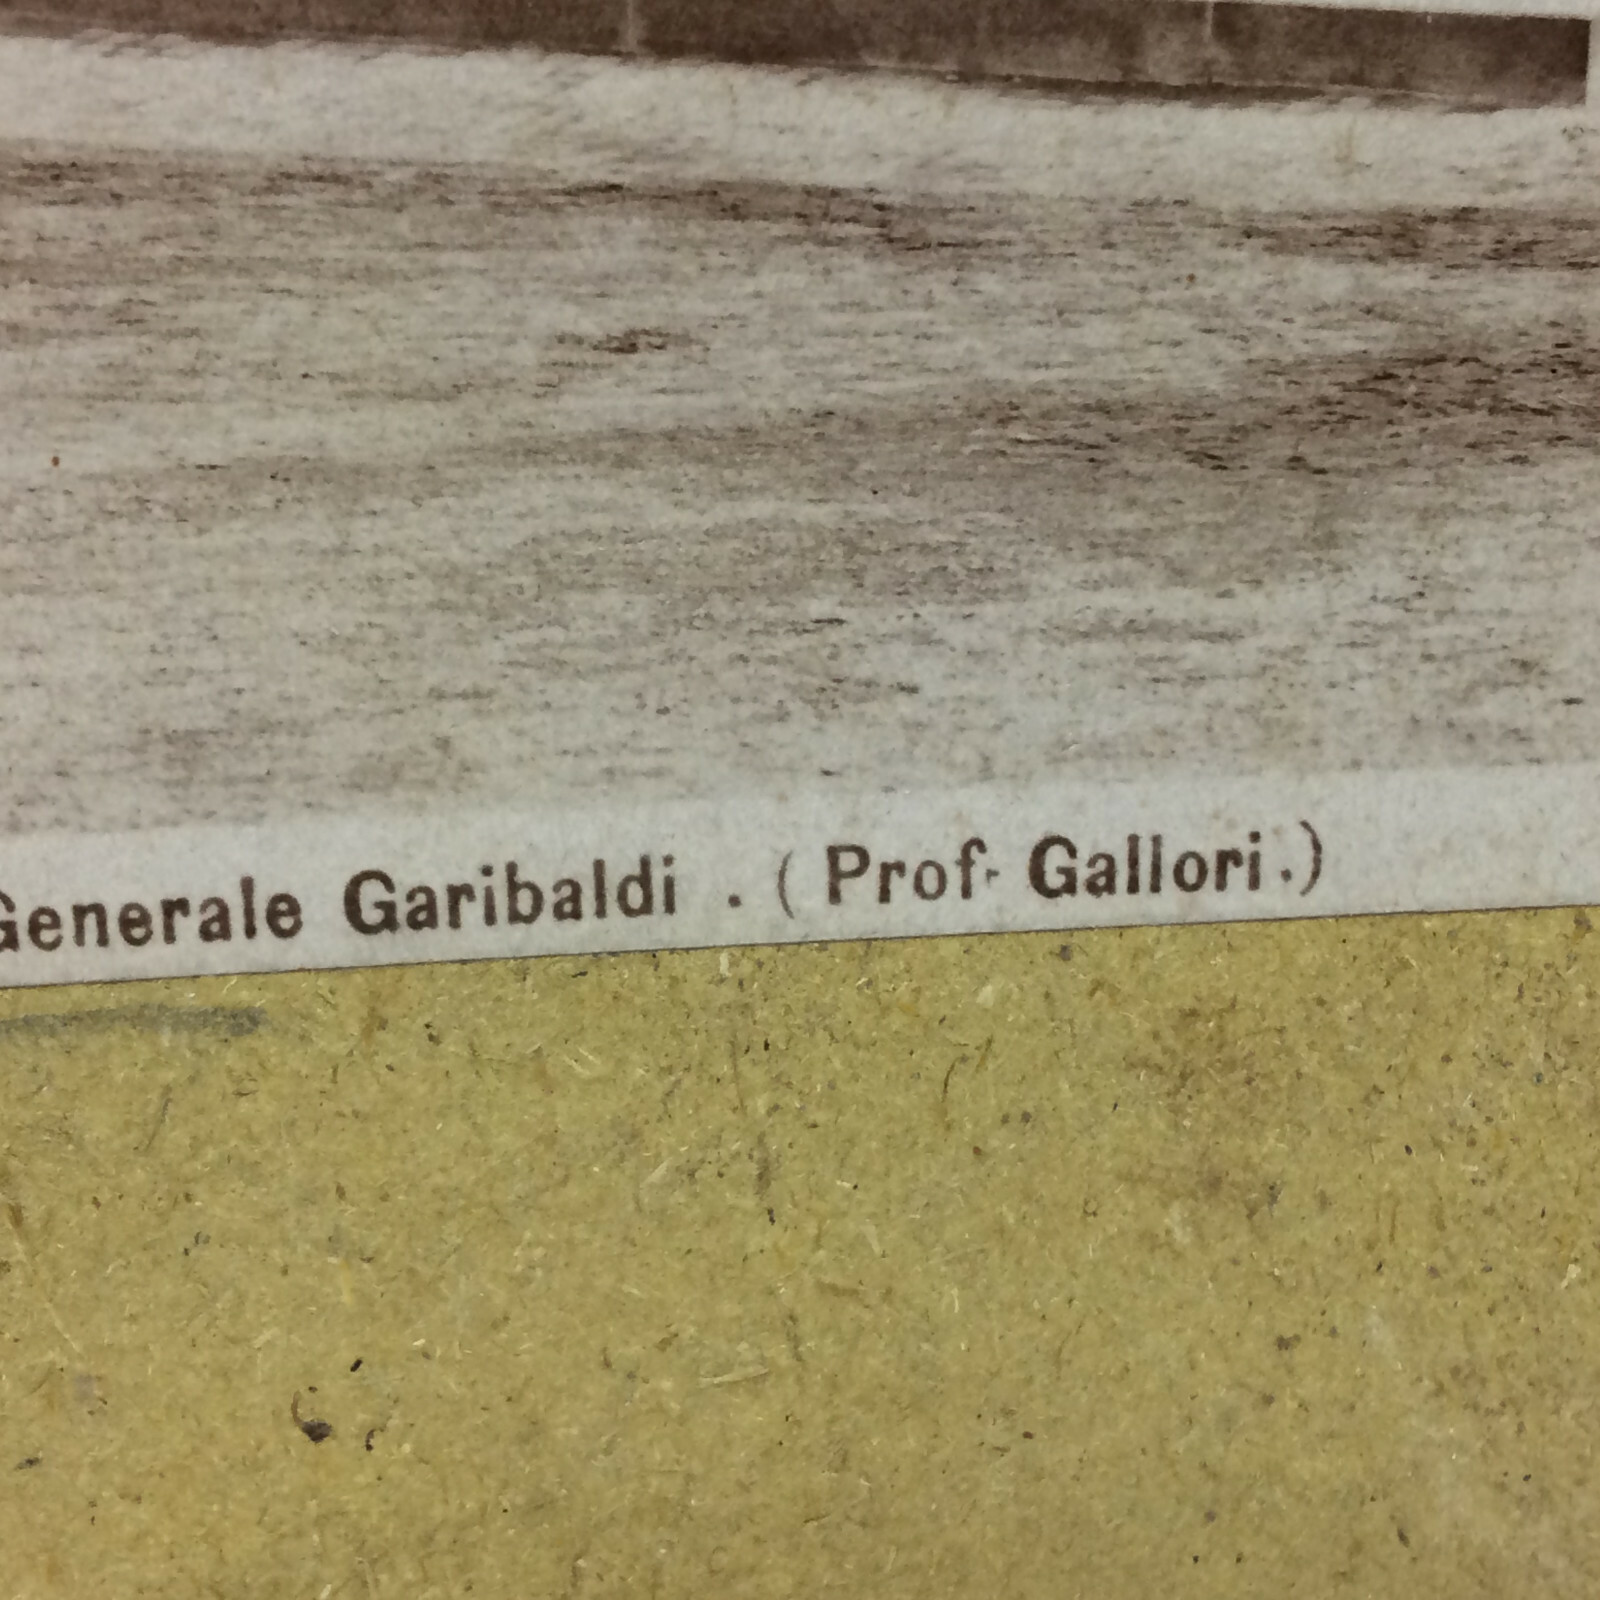 Generale Garibaldi . ( Prof. Gallori.)